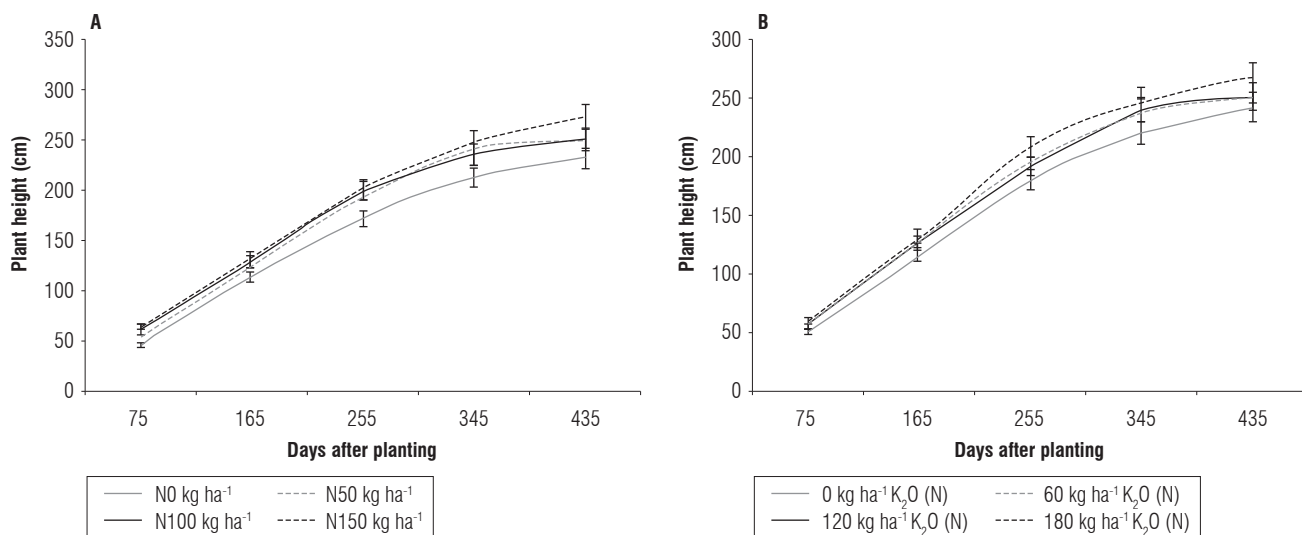 A
350
300
250
200
150
100
50
0
Plant height (cm)
75 165 255 345 435
Days after planting
N0 kg ha⁻¹ N50 kg ha⁻¹
N100 kg ha⁻¹ N150 kg ha⁻¹
B
300
250
200
150
100
50
0
Plant height (cm)
75 165 255 345 435
Days after planting
0 kg ha⁻¹ K₂O (N) 60 kg ha⁻¹ K₂O (N)
120 kg ha⁻¹ K₂O (N) 180 kg ha⁻¹ K₂O (N)